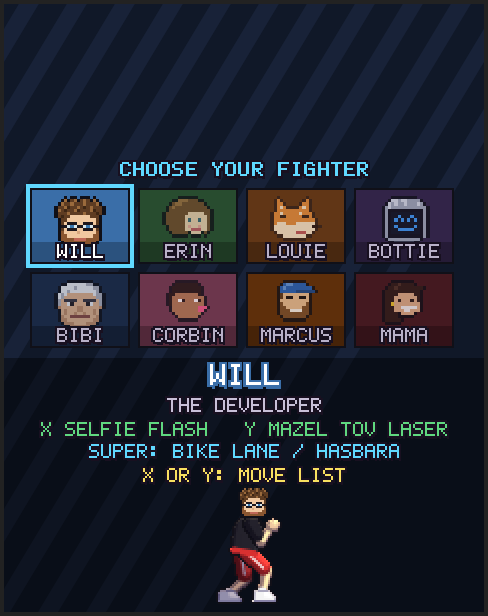 CHOOSE YOUR FIGHTER
WILL ERIN LOUIE BOTTIE
BIBI CORBIN MARCUS MAMA
WILL
THE DEVELOPER
X SELFIE FLASH Y MAZEL TOV LASER
SUPER: BIKE LANE / HASBARA
X OR Y: MOVE LIST